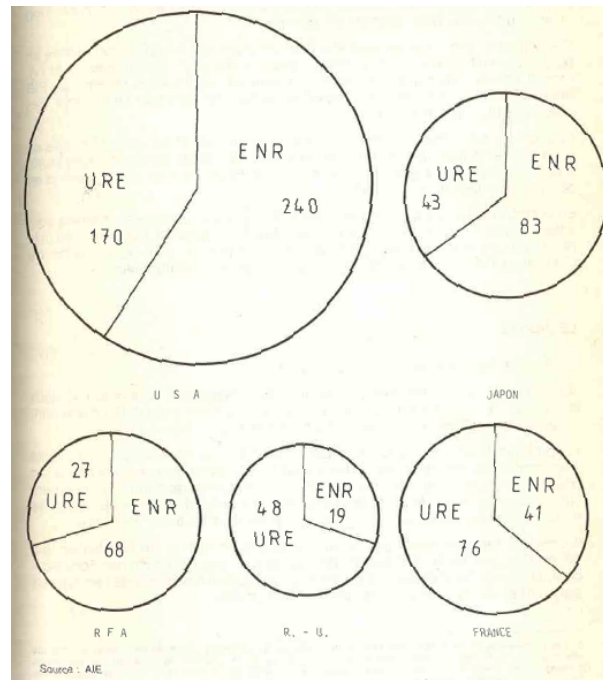 ENR
URE
240
170
URE
ENR
43
83
U S A
JAPON
27
URE
ENR
68
48
ENR
19
URE
ENR
URE
41
76
R F A
R. - U.
FRANCE
Source : AIE